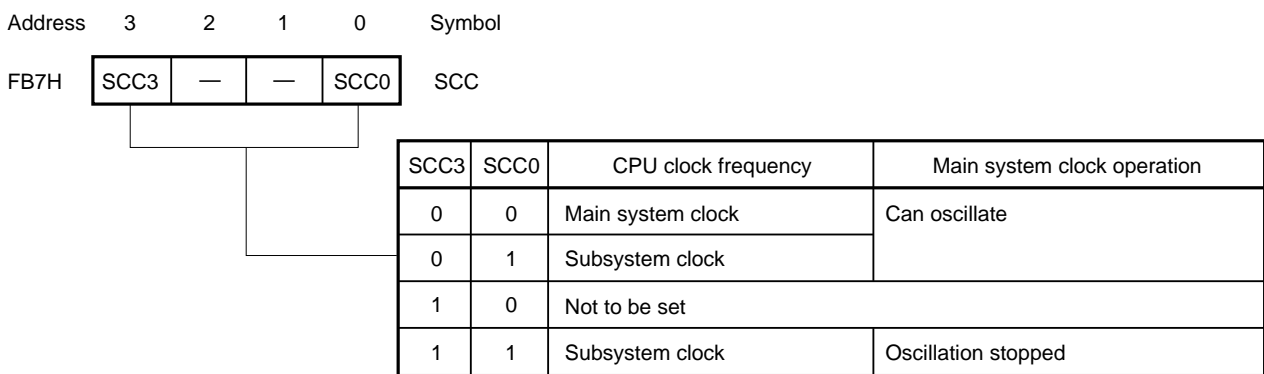 Address 3 2 1 0 Symbol
FB7H SCC3 — — SCC0 SCC
SCC3 SCC0 CPU clock frequency Main system clock operation
0 0 Main system clock Can oscillate
0 1 Subsystem clock
1 0 Not to be set
1 1 Subsystem clock Oscillation stopped